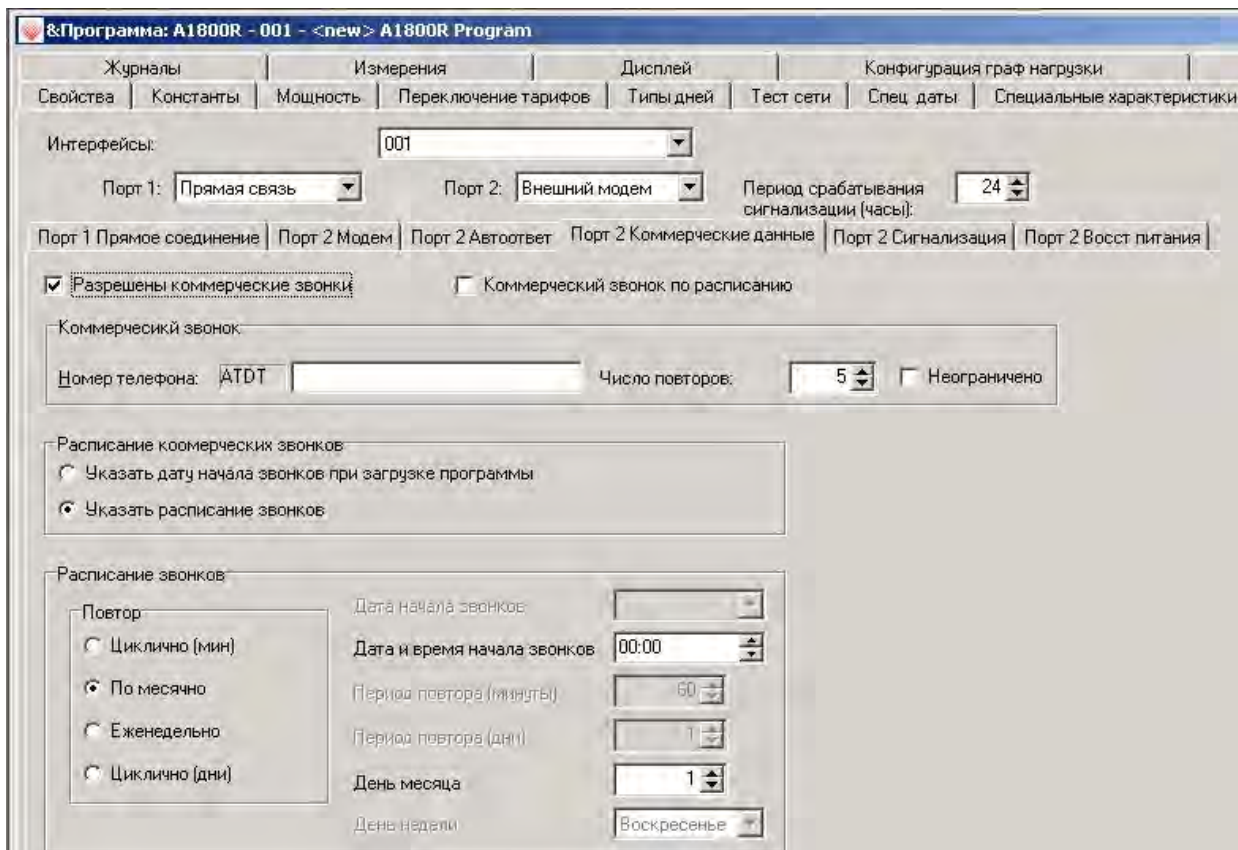 &Программа: A1800R - 001 - <new> A1800R Program
Журналы Измерения Дисплей Конфигурация граф нагрузки
Свойства Константы Мощность Переключение тарифов Типы дней Тест сети Спец. даты Специальные характеристики
Интерфейсы: 001
Порт 1: Прямая связь Порт 2: Внешний модем Период срабатывания сигнализации (часы): 24
Порт 1 Прямое соединение Порт 2 Модем Порт 2 Автоответ Порт 2 Коммерческие данные Порт 2 Сигнализация Порт 2 Восст питания
Разрешены коммерческие звонки Коммерческий звонок по расписанию
Коммерчесикй звонок
Номер телефона: ATDT Число повторов: 5 Неограничено
Расписание коомерческих звонков
Указать дату начала звонков при загрузке программы
Указать расписание звонков
Расписание звонков
Повтор Дата начала звонков
Циклично (мин) Дата и время начала звонков 00:00
По месячно Период повтора (минуты) 60
Еженедельно Период повтора (дни) 1
Циклично (дни) День месяца 1
День недели Воскресенье